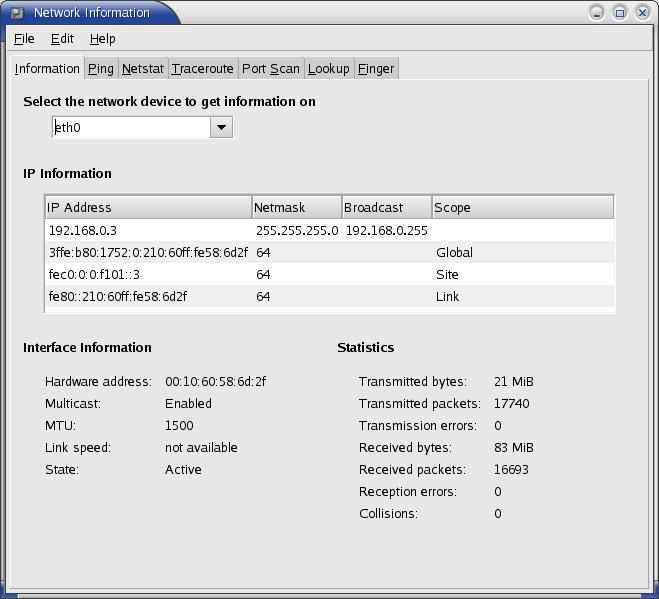 Network Information
File Edit Help
Information Ping Netstat Traceroute Port Scan Lookup Finger
Select the network device to get information on
eth0
IP Information
IP Address Netmask Broadcast Scope
192.168.0.3 255.255.255.0 192.168.0.255
3ffe:b80:1752:0:210:60ff:fe58:6d2f 64 Global
fec0:0:0:f101::3 64 Site
fe80::210:60ff:fe58:6d2f 64 Link
Interface Information Statistics
Hardware address: 00:10:60:58:6d:2f Transmitted bytes: 21 MiB
Multicast: Enabled Transmitted packets: 17740
MTU: 1500 Transmission errors: 0
Link speed: not available Received bytes: 83 MiB
State: Active Received packets: 16693
Reception errors: 0
Collisions: 0